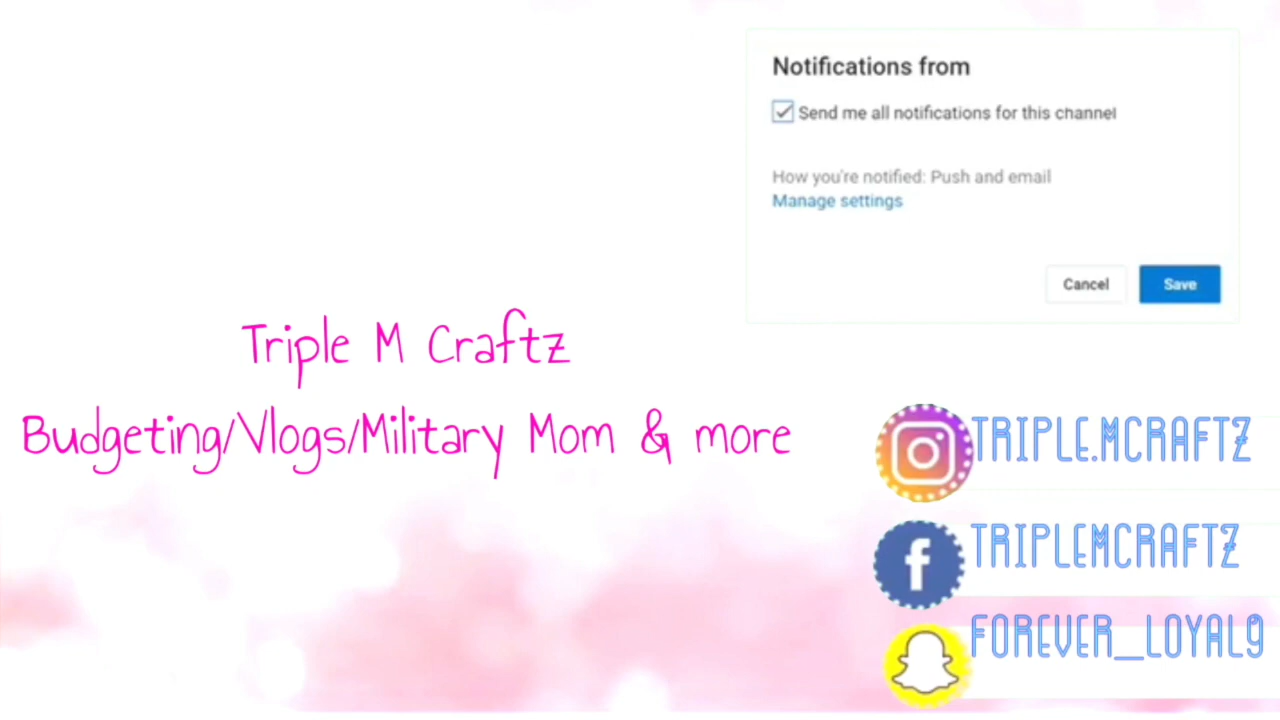 Notifications from
Send me all notifications for this channel
How you're notified: Push and email
Manage settings
Cancel
Save
Triple M Craftz
Budgeting/Vlogs/Military Mom & more
TRIPLE.MCRAFTZ
TRIPLEMCRAFTZ
FOREVER_LOYAL9